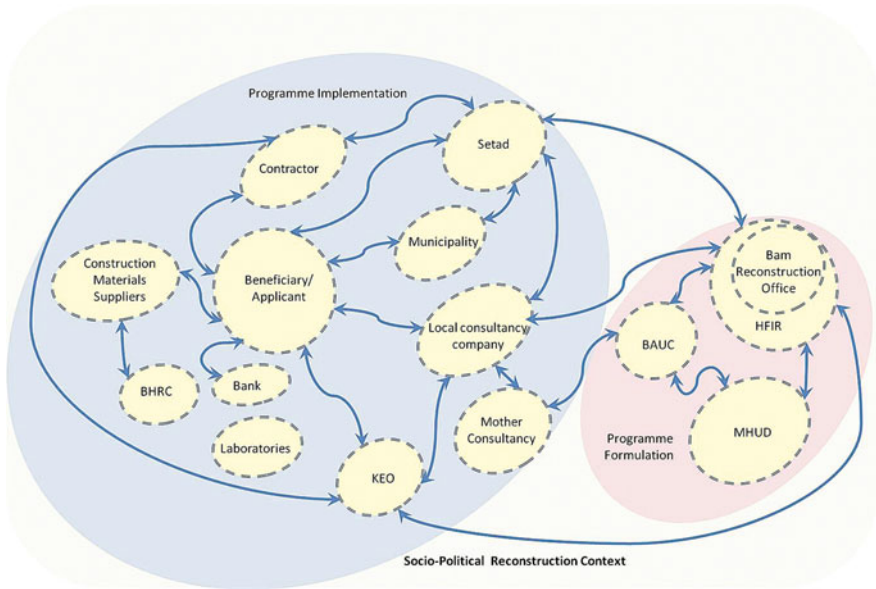 Programme Implementation
Setad
Contractor
Municipality
Construction
Materials
Suppliers
Beneficiary/
Applicant
Bam
Reconstruction
Office
HFIR
Local consultancy
company
BAUC
BHRC
Bank
Mother
Consultancy
MHUD
Programme
Formulation
Laboratories
KEO
Socio-Political Reconstruction Context